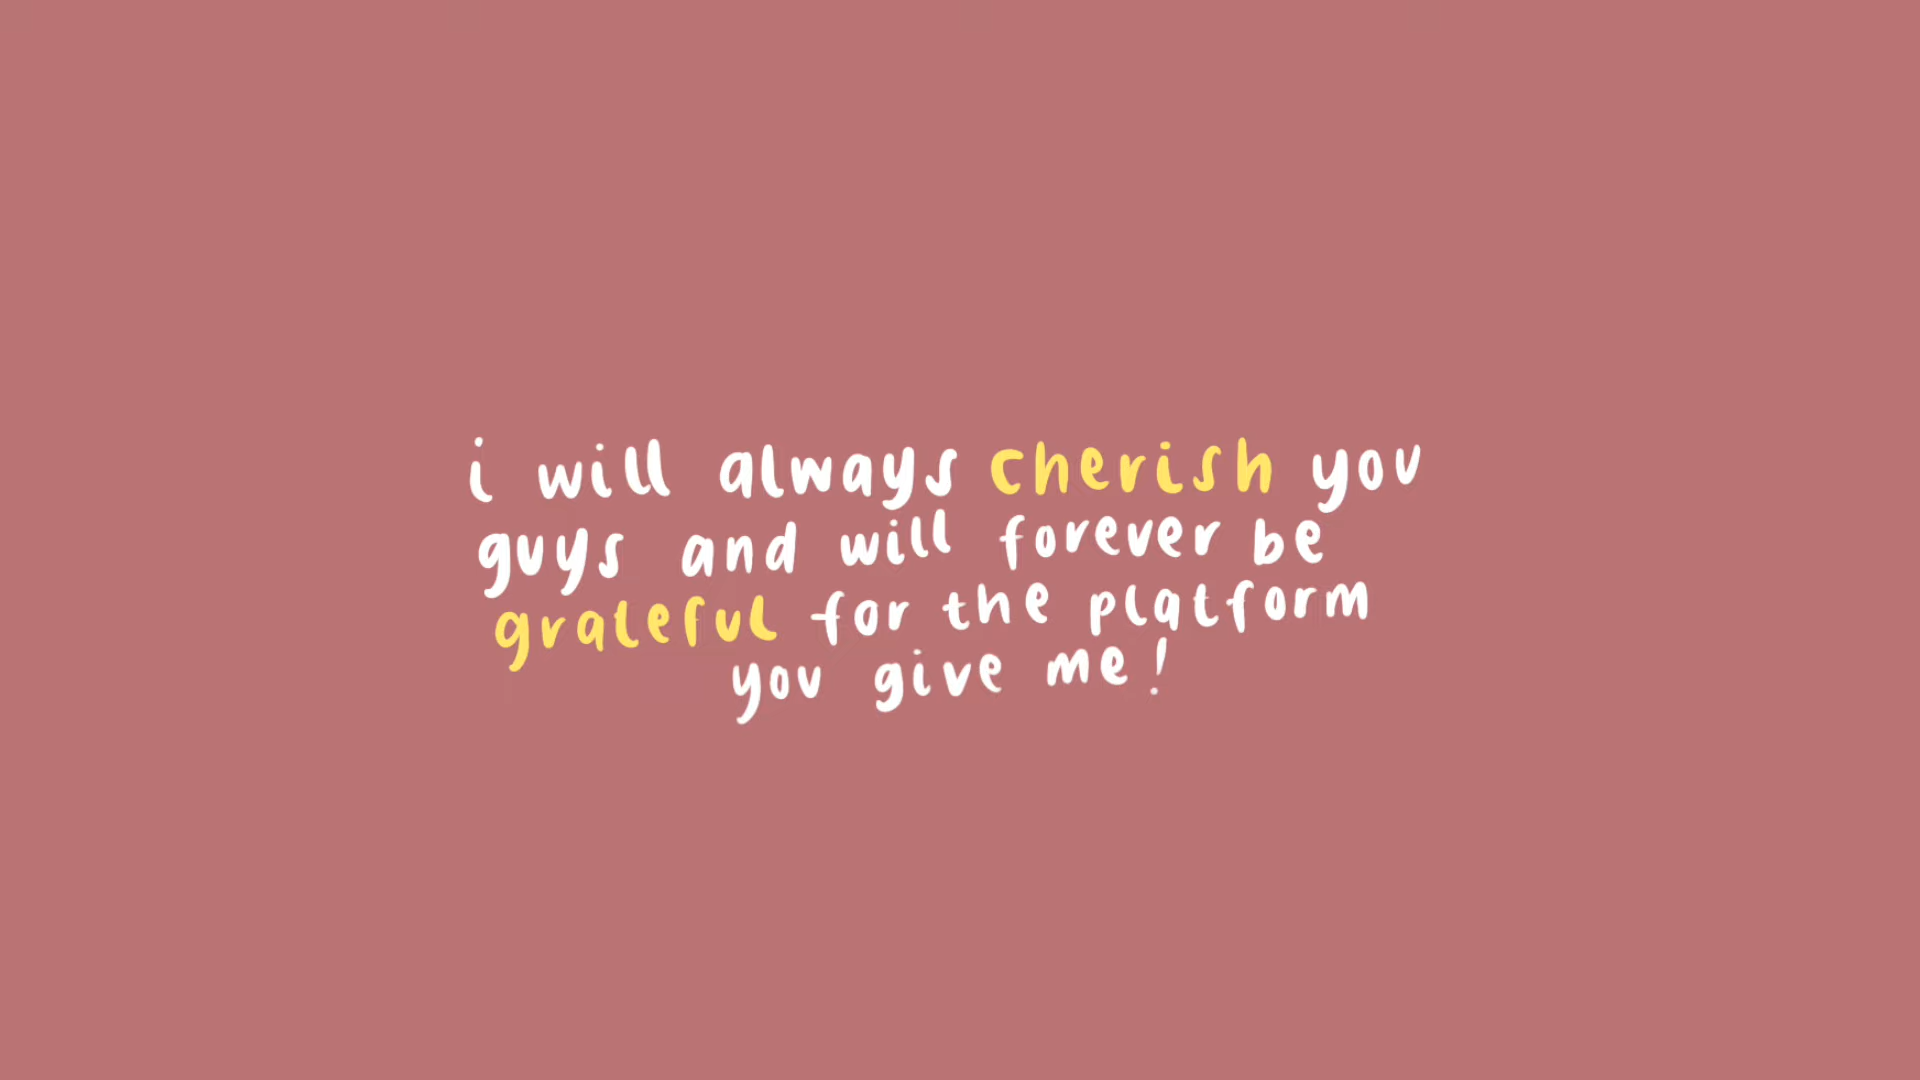 i will always cherish you
guys and will forever be
grateful for the platform
you give me!